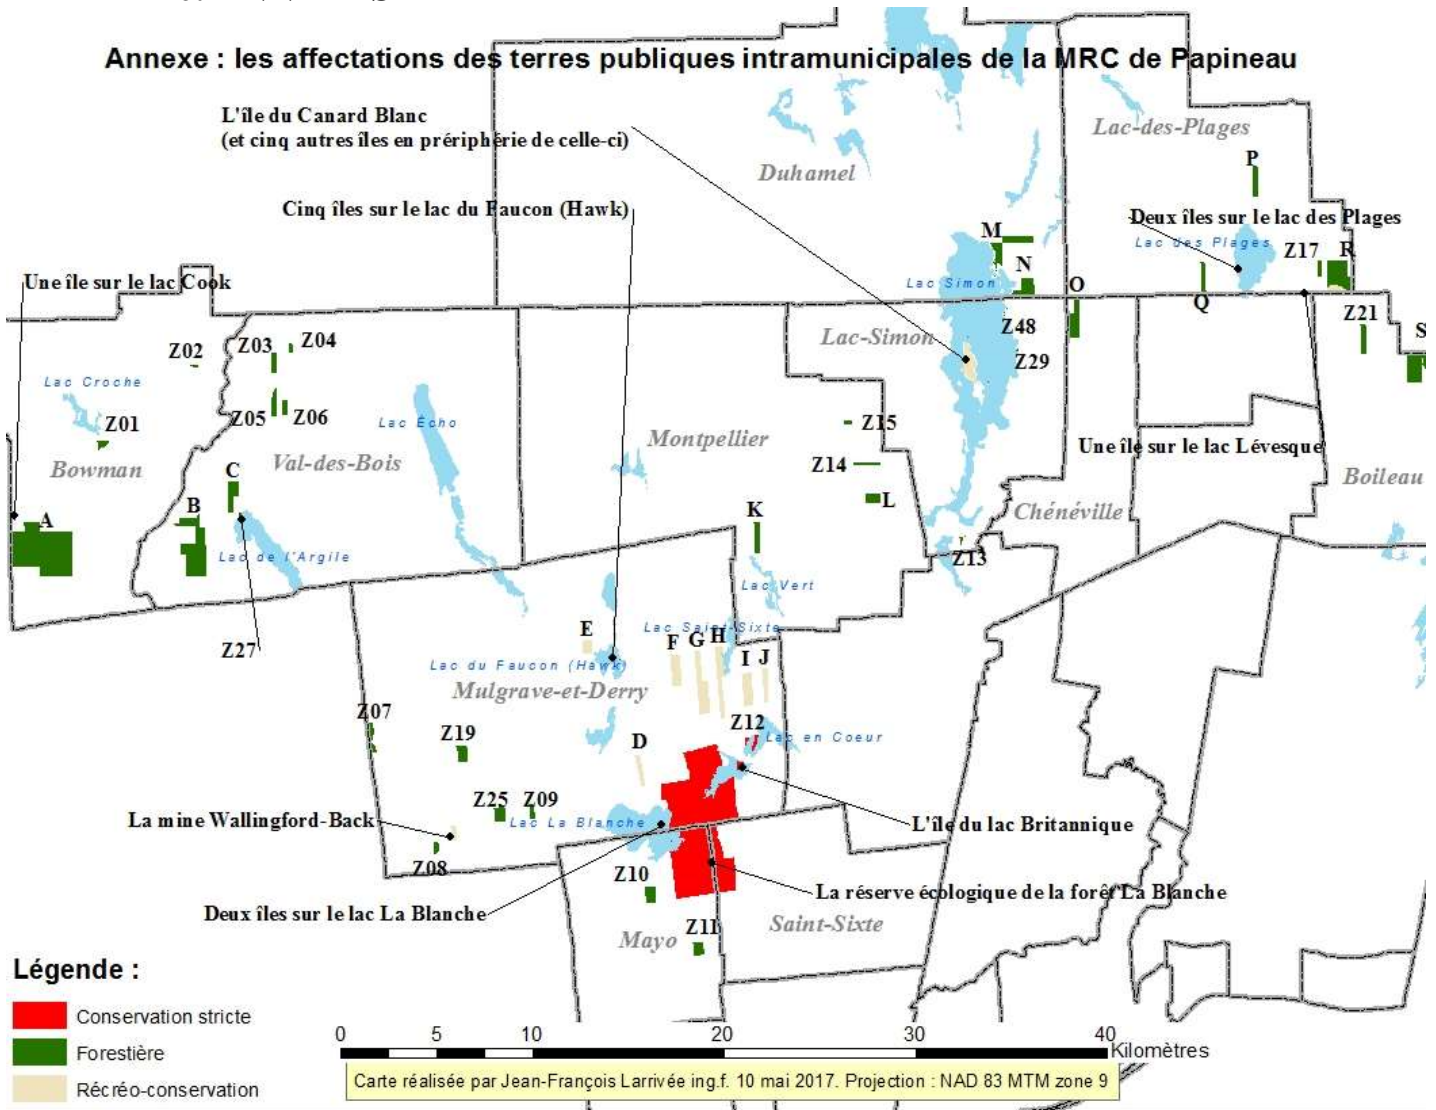 Annexe : les affectations des terres publiques intramunicipales de la MRC de Papineau
L'île du Canard Blanc
(et cinq autres îles en prériphérie de celle-ci)
Lac-des-Plages
Duhamel
P
Cinq îles sur le lac du Faucon (Hawk)
Deux îles sur le lac des Plages
M
Lac des Plages
Z17
R
Une île sur le lac Cook
Lac Simon
N
O
Q
Z21
Z48
Lac-Simon
S
Z02
Z03
Z04
Z29
Lac Croche
Z01
Z05
Z06
Lac Écho
Z15
Montpellier
Une île sur le lac Lévesque
Bowman
Val-des-Bois
C
Z14
Boileau
L
B
K
Chénéville
A
Lac de l'Argile
Z13
Lac Vert
E
Lac Saint-Sixte
Z27
F
G
H
I
J
Lac du Faucon (Hawk)
Mulgrave-et-Derry
Z07
Z19
Z12
Lac en Coeur
D
Z25
Z09
La mine Wallingford-Back
Lac La Blanche
L'île du lac Britannique
Z08
Z10
La réserve écologique de la forêt La Blanche
Deux îles sur le lac La Blanche
Z11
Saint-Sixte
Mayo
Légende :
Conservation stricte
Forestière
Récréo-conservation
0 5 10 20 30 40
Kilomètres
Carte réalisée par Jean-François Larrivée ing.f. 10 mai 2017. Projection : NAD 83 MTM zone 9